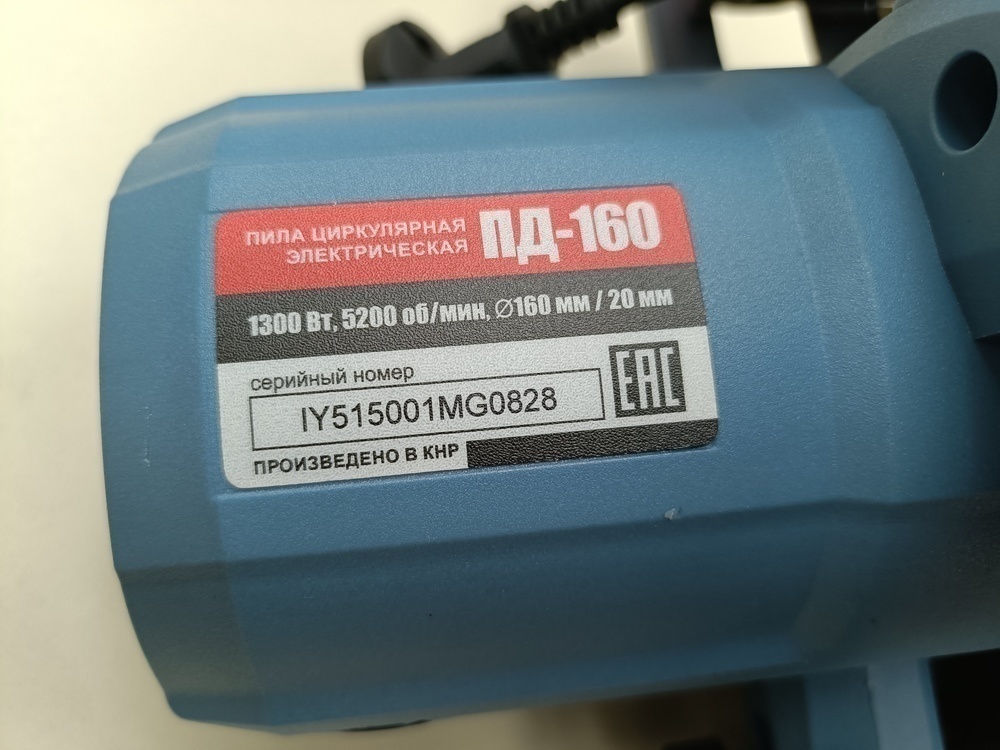 ПИЛА ЦИРКУЛЯРНАЯ
ЭЛЕКТРИЧЕСКАЯ
ПД-160
1300 Вт, 5200 об/мин, ∅160 мм / 20 мм
серийный номер
IY515001MG0828
EAC
ПРОИЗВЕДЕНО В КНР